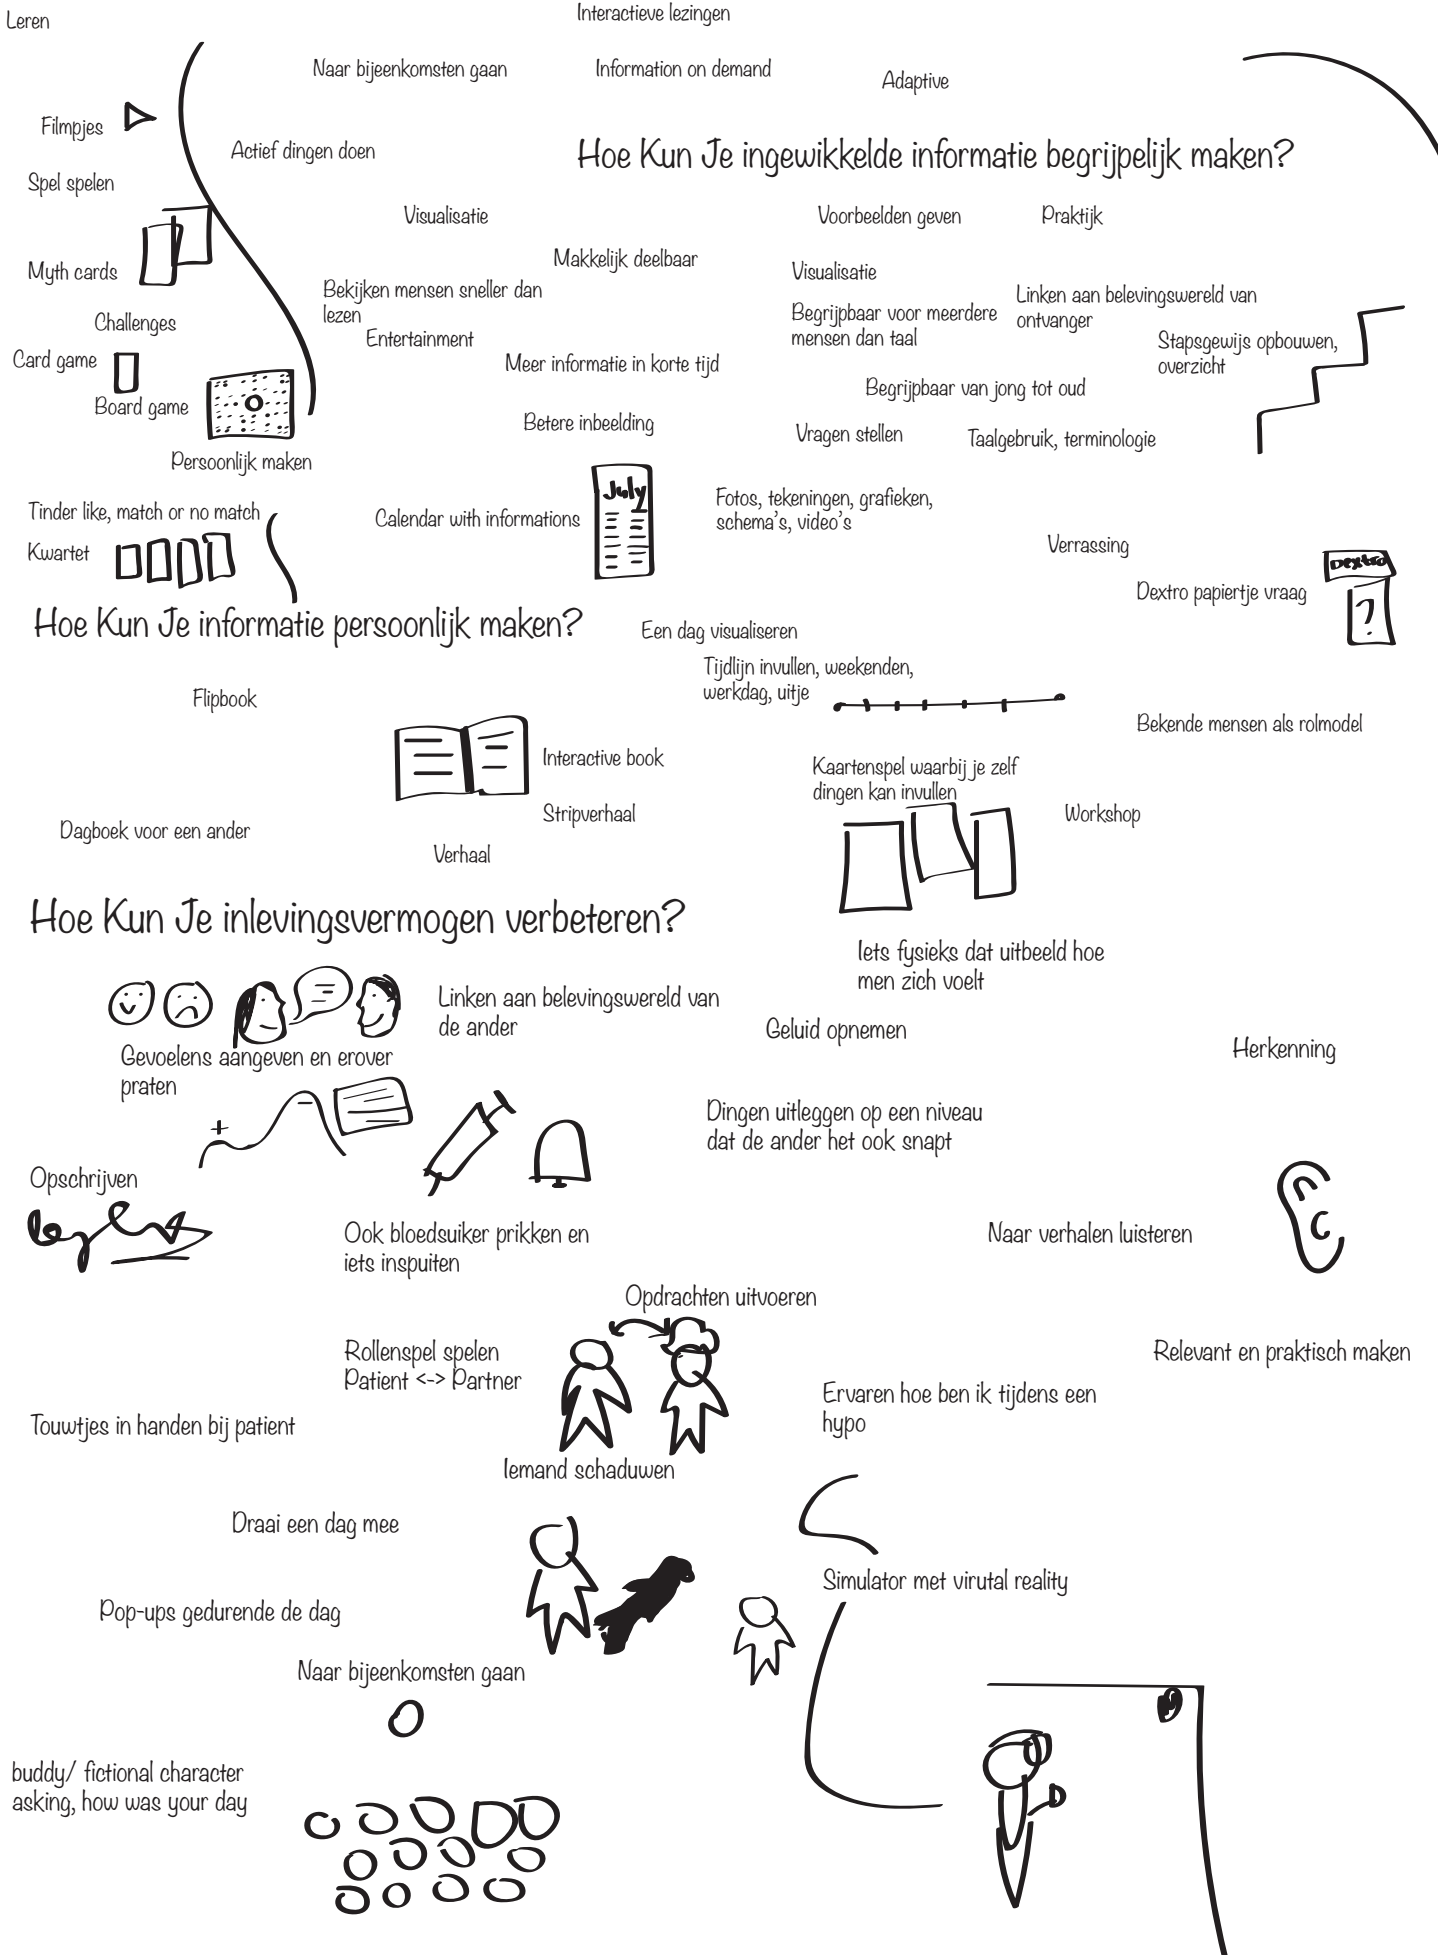 Leren
Interactieve lezingen
Naar bijeenkomsten gaan
Information on demand
Adaptive
Filmpjes
Actief dingen doen
Hoe Kun Je ingewikkelde informatie begrijpelijk maken?
Spel spelen
Visualisatie
Voorbeelden geven
Praktijk
Makkelijk deelbaar
Myth cards
Visualisatie
Bekijken mensen sneller dan
lezen
Linken aan belevingswereld van
ontvanger
Begrijpbaar voor meerdere
mensen dan taal
Challenges
Entertainment
Stapsgewijs opbouwen,
overzicht
Card game
Meer informatie in korte tijd
Begrijpbaar van jong tot oud
Board game
Betere inbeelding
Vragen stellen
Taalgebruik, terminologie
Persoonlijk maken
July
Tinder like, match or no match
Calendar with informations
Fotos, tekeningen, grafieken,
schema's, video's
Kwartet
Verrassing
Dextro
Dextro papiertje vraag
?
Hoe Kun Je informatie persoonlijk maken?
Een dag visualiseren
Tijdlijn invullen, weekenden,
werkdag, uitje
Flipbook
Bekende mensen als rolmodel
Interactive book
Kaartenspel waarbij je zelf
dingen kan invullen
Stripverhaal
Workshop
Dagboek voor een ander
Verhaal
Hoe Kun Je inlevingsvermogen verbeteren?
Iets fysieks dat uitbeeld hoe
men zich voelt
Linken aan belevingswereld van
de ander
Geluid opnemen
Herkenning
Gevoelens aangeven en erover
praten
Dingen uitleggen op een niveau
dat de ander het ook snapt
+ -
Opschrijven
Ook bloedsuiker prikken en
iets inspuiten
Naar verhalen luisteren
Opdrachten uitvoeren
Rollenspel spelen
Patient <-> Partner
Relevant en praktisch maken
Ervaren hoe ben ik tijdens een
hypo
Touwtjes in handen bij patient
Iemand schaduwen
Draai een dag mee
Simulator met virutal reality
Pop-ups gedurende de dag
Naar bijeenkomsten gaan
buddy/ fictional character
asking, how was your day